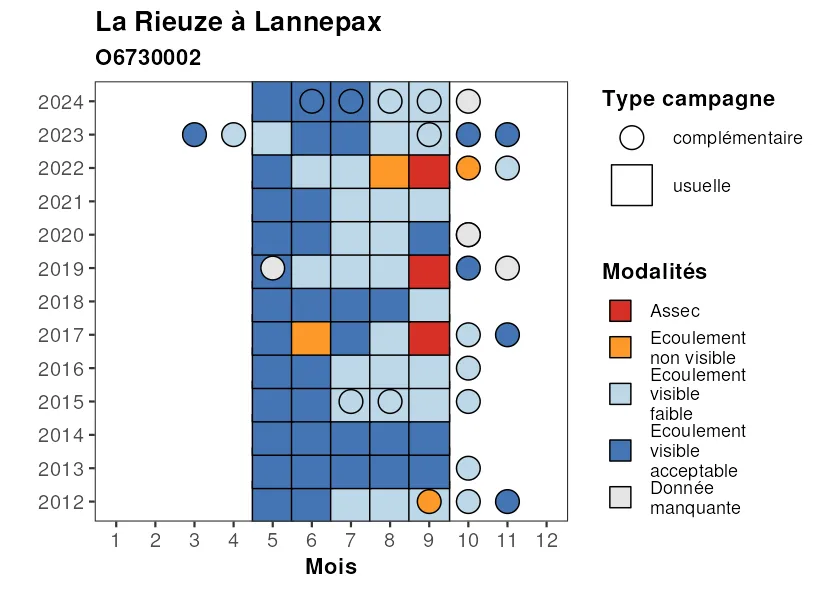 La Rieuze à Lannepax
O6730002
2024
2023
2022
2021
2020
2019
2018
2017
2016
2015
2014
2013
2012
1 2 3 4 5 6 7 8 9 10 11 12
Mois
Type campagne
complémentaire
usuelle
Modalités
Assec
Ecoulement
non visible
Ecoulement
visible
faible
Ecoulement
visible
acceptable
Donnée
manquante